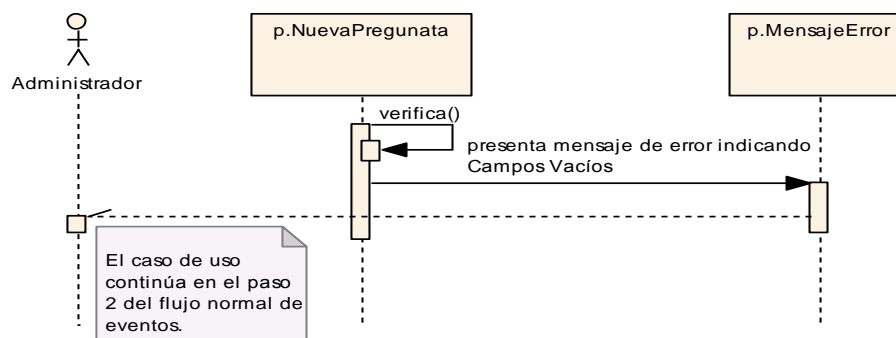 p.NuevaPregunata
p.MensajeError
Administrador
verifica()
presenta mensaje de error indicando
Campos Vacíos
El caso de uso
continúa en el paso
2 del flujo normal de
eventos.